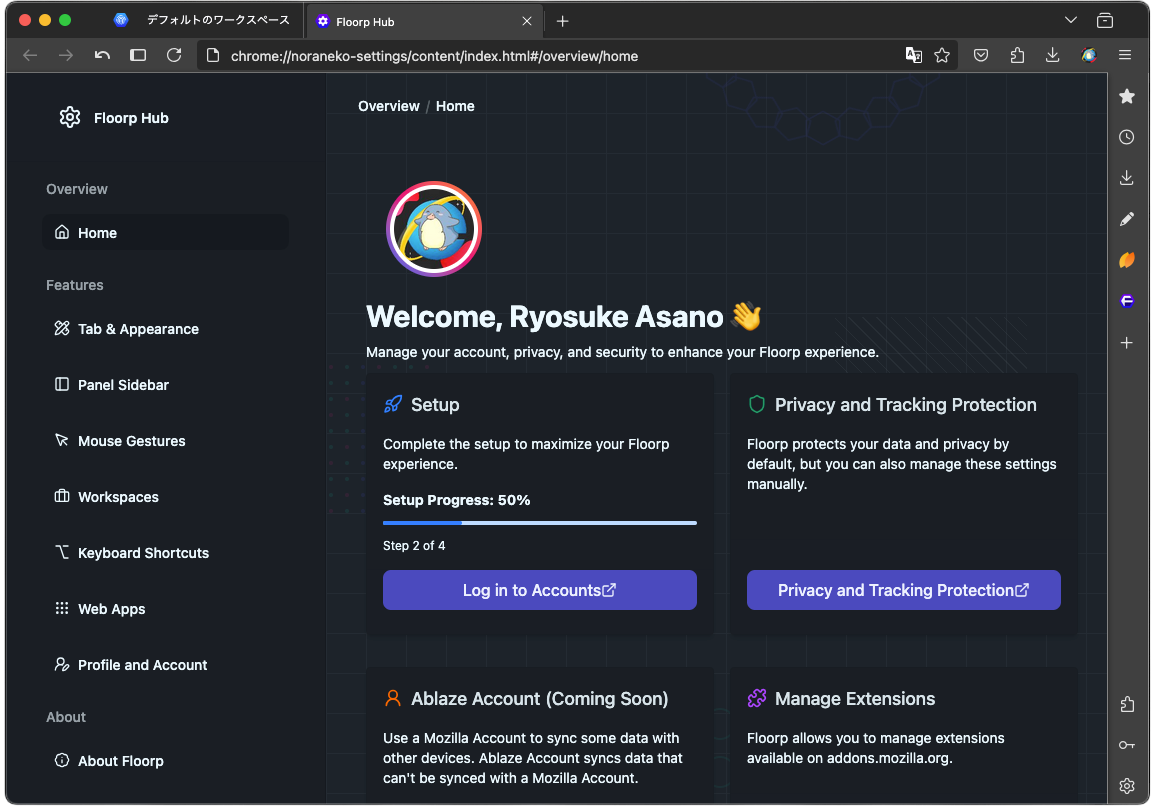 デフォルトのワークスペース
Floorp Hub
chrome://noraneko-settings/content/index.html#/overview/home
Floorp Hub
Overview
Home
Features
Tab & Appearance
Panel Sidebar
Mouse Gestures
Workspaces
Keyboard Shortcuts
Web Apps
Profile and Account
About
About Floorp
Overview / Home
Welcome, Ryosuke Asano 👋
Manage your account, privacy, and security to enhance your Floorp experience.
Setup
Complete the setup to maximize your Floorp
experience.
Setup Progress: 50%
Step 2 of 4
Log in to Accounts
Privacy and Tracking Protection
Floorp protects your data and privacy by
default, but you can also manage these settings
manually.
Privacy and Tracking Protection
Ablaze Account (Coming Soon)
Use a Mozilla Account to sync some data with
other devices. Ablaze Account syncs data that
can't be synced with a Mozilla Account.
Manage Extensions
Floorp allows you to manage extensions
available on addons.mozilla.org.